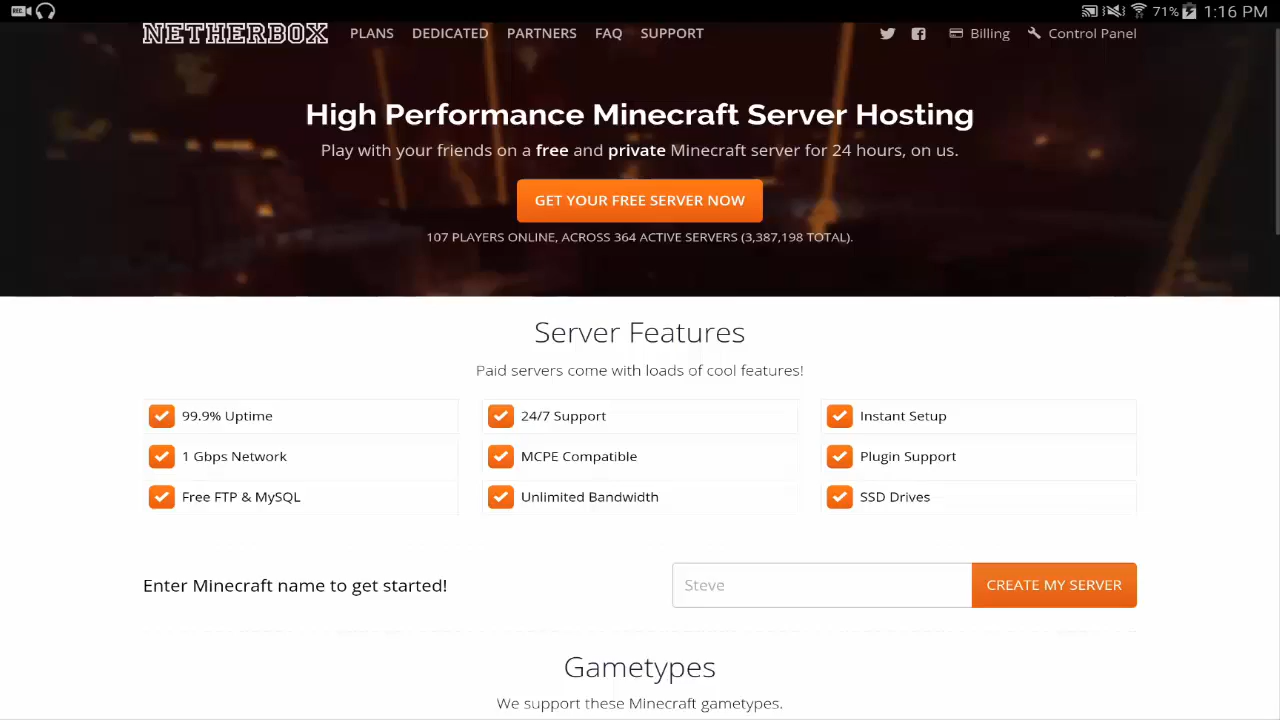 REC
71% 1:16 PM
NETHERBOX PLANS DEDICATED PARTNERS FAQ SUPPORT Billing Control Panel
High Performance Minecraft Server Hosting
Play with your friends on a free and private Minecraft server for 24 hours, on us.
GET YOUR FREE SERVER NOW
107 PLAYERS ONLINE, ACROSS 364 ACTIVE SERVERS (3,387,198 TOTAL).
Server Features
Paid servers come with loads of cool features!
99.9% Uptime 24/7 Support Instant Setup
1 Gbps Network MCPE Compatible Plugin Support
Free FTP & MySQL Unlimited Bandwidth SSD Drives
Enter Minecraft name to get started! Steve CREATE MY SERVER
Gametypes
We support these Minecraft gametypes.